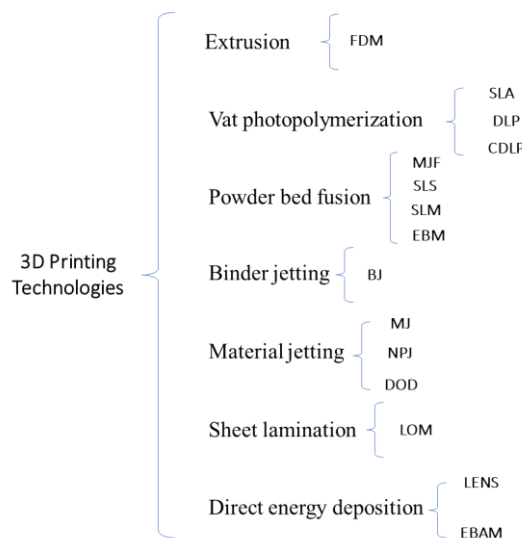 3D Printing
Technologies
Extrusion
FDM
Vat photopolymerization
SLA
DLP
CDLP
Powder bed fusion
MJF
SLS
SLM
EBM
Binder jetting
BJ
Material jetting
MJ
NPJ
DOD
Sheet lamination
LOM
Direct energy deposition
LENS
EBAM